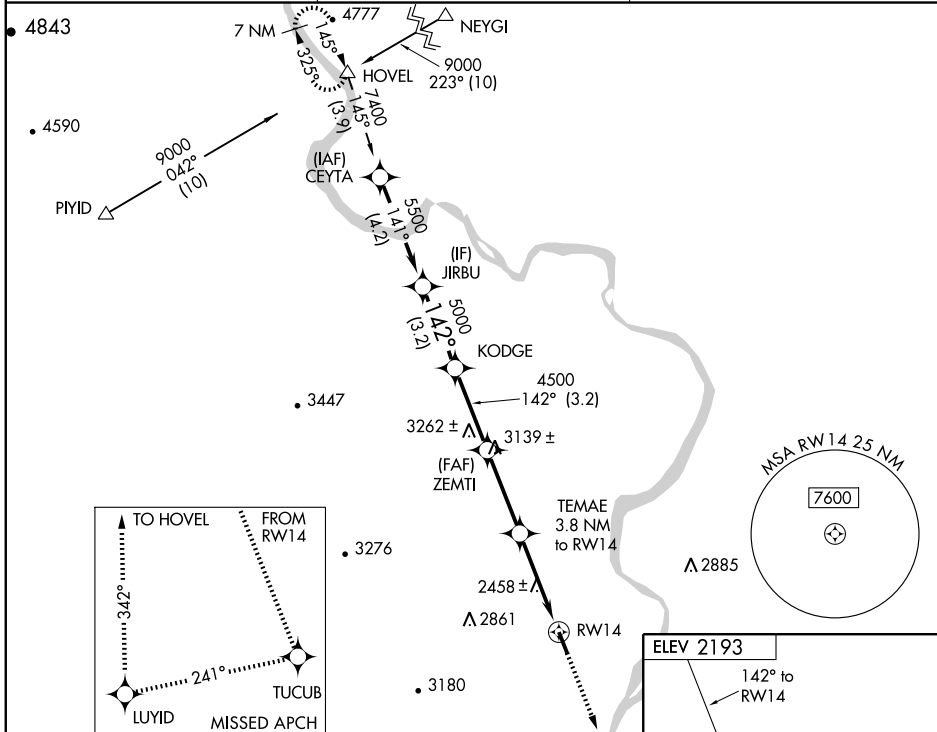 4843
4777
7 NM
145°
325°
NEYGI
HOVEL
9000
223° (10)
7400
145°
(3.9)
4590
9000
042°
(10)
PIYID
(IAF)
CEYTA
5500
141°
(4.2)
(IF)
JIRBU
5000
142°
(3.2)
KODGE
4500
142° (3.2)
3447
3262 ±
3139 ±
(FAF)
ZEMTI
MSA RW14 25 NM
7600
TEMAE
3.8 NM
to RW14
3276
2885
2458 ±
2861
RW14
3180
TO HOVEL
FROM
RW14
342°
241°
TUCUB
LUYID
MISSED APCH
ELEV 2193
142° to
RW14